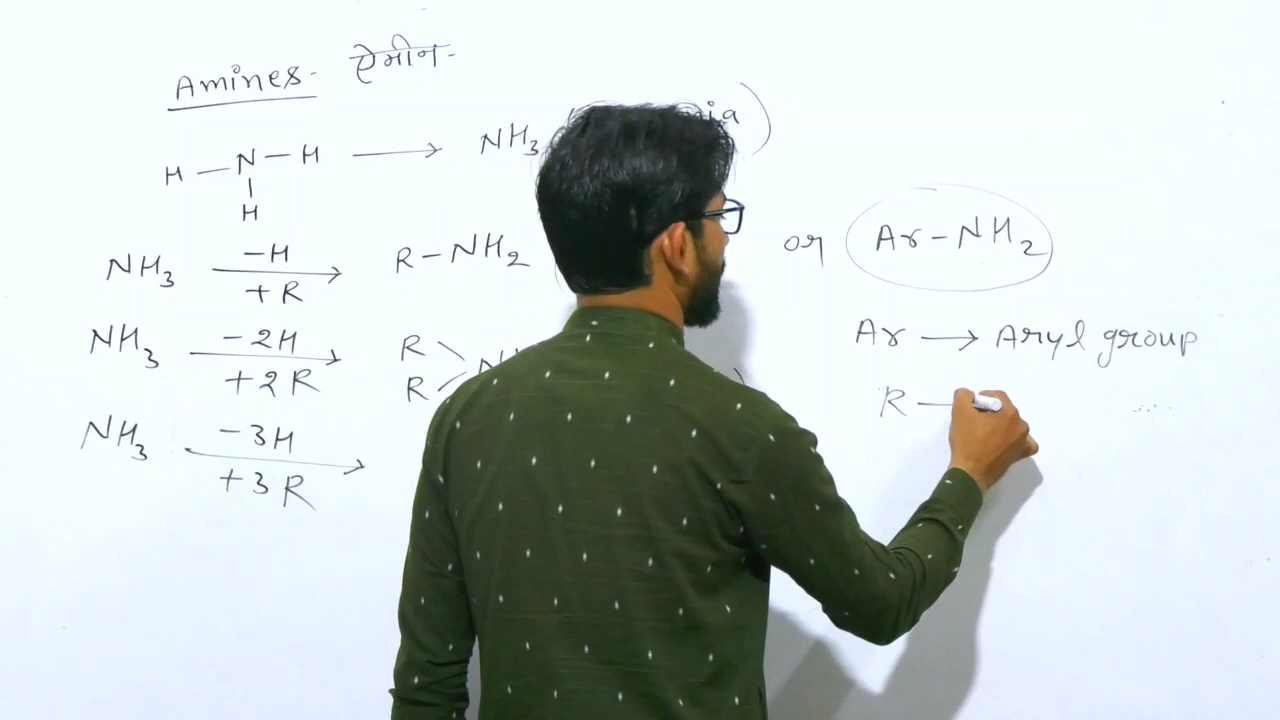 Amines- ऐमीन-
H — N — H ⟶ NH₃
|
H
NH₃ −H ⟶ +R R−NH₂ or Ar−NH₂
Ar ⟶ Aryl group
NH₃ −2H ⟶ +2R R R
R —
NH₃ −3H ⟶ +3R